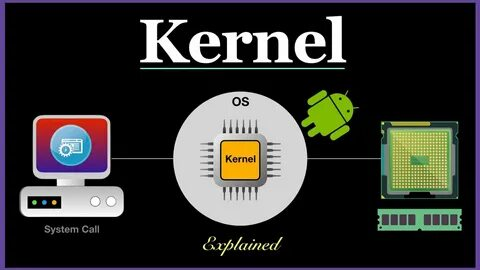 Kernel
OS
Kernel
System Call
Explained